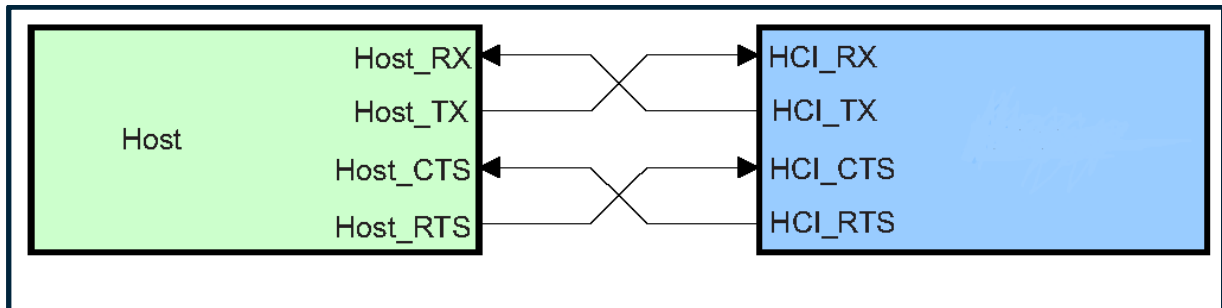 Host
Host_RX
Host_TX
Host_CTS
Host_RTS
HCI_RX
HCI_TX
HCI_CTS
HCI_RTS